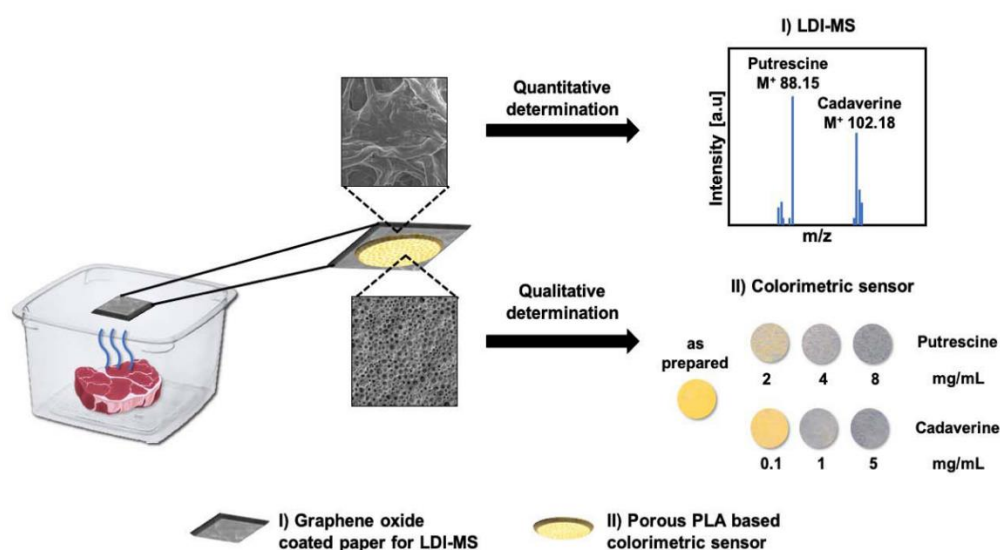 I) LDI-MS
Quantitative
determination
Putrescine
M⁺ 88.15
Cadaverine
M⁺ 102.18
Intensity [a.u]
m/z
Qualitative
determination
II) Colorimetric sensor
as
prepared
Putrescine
2 4 8 mg/mL
Cadaverine
0.1 1 5 mg/mL
I) Graphene oxide
coated paper for LDI-MS
II) Porous PLA based
colorimetric sensor